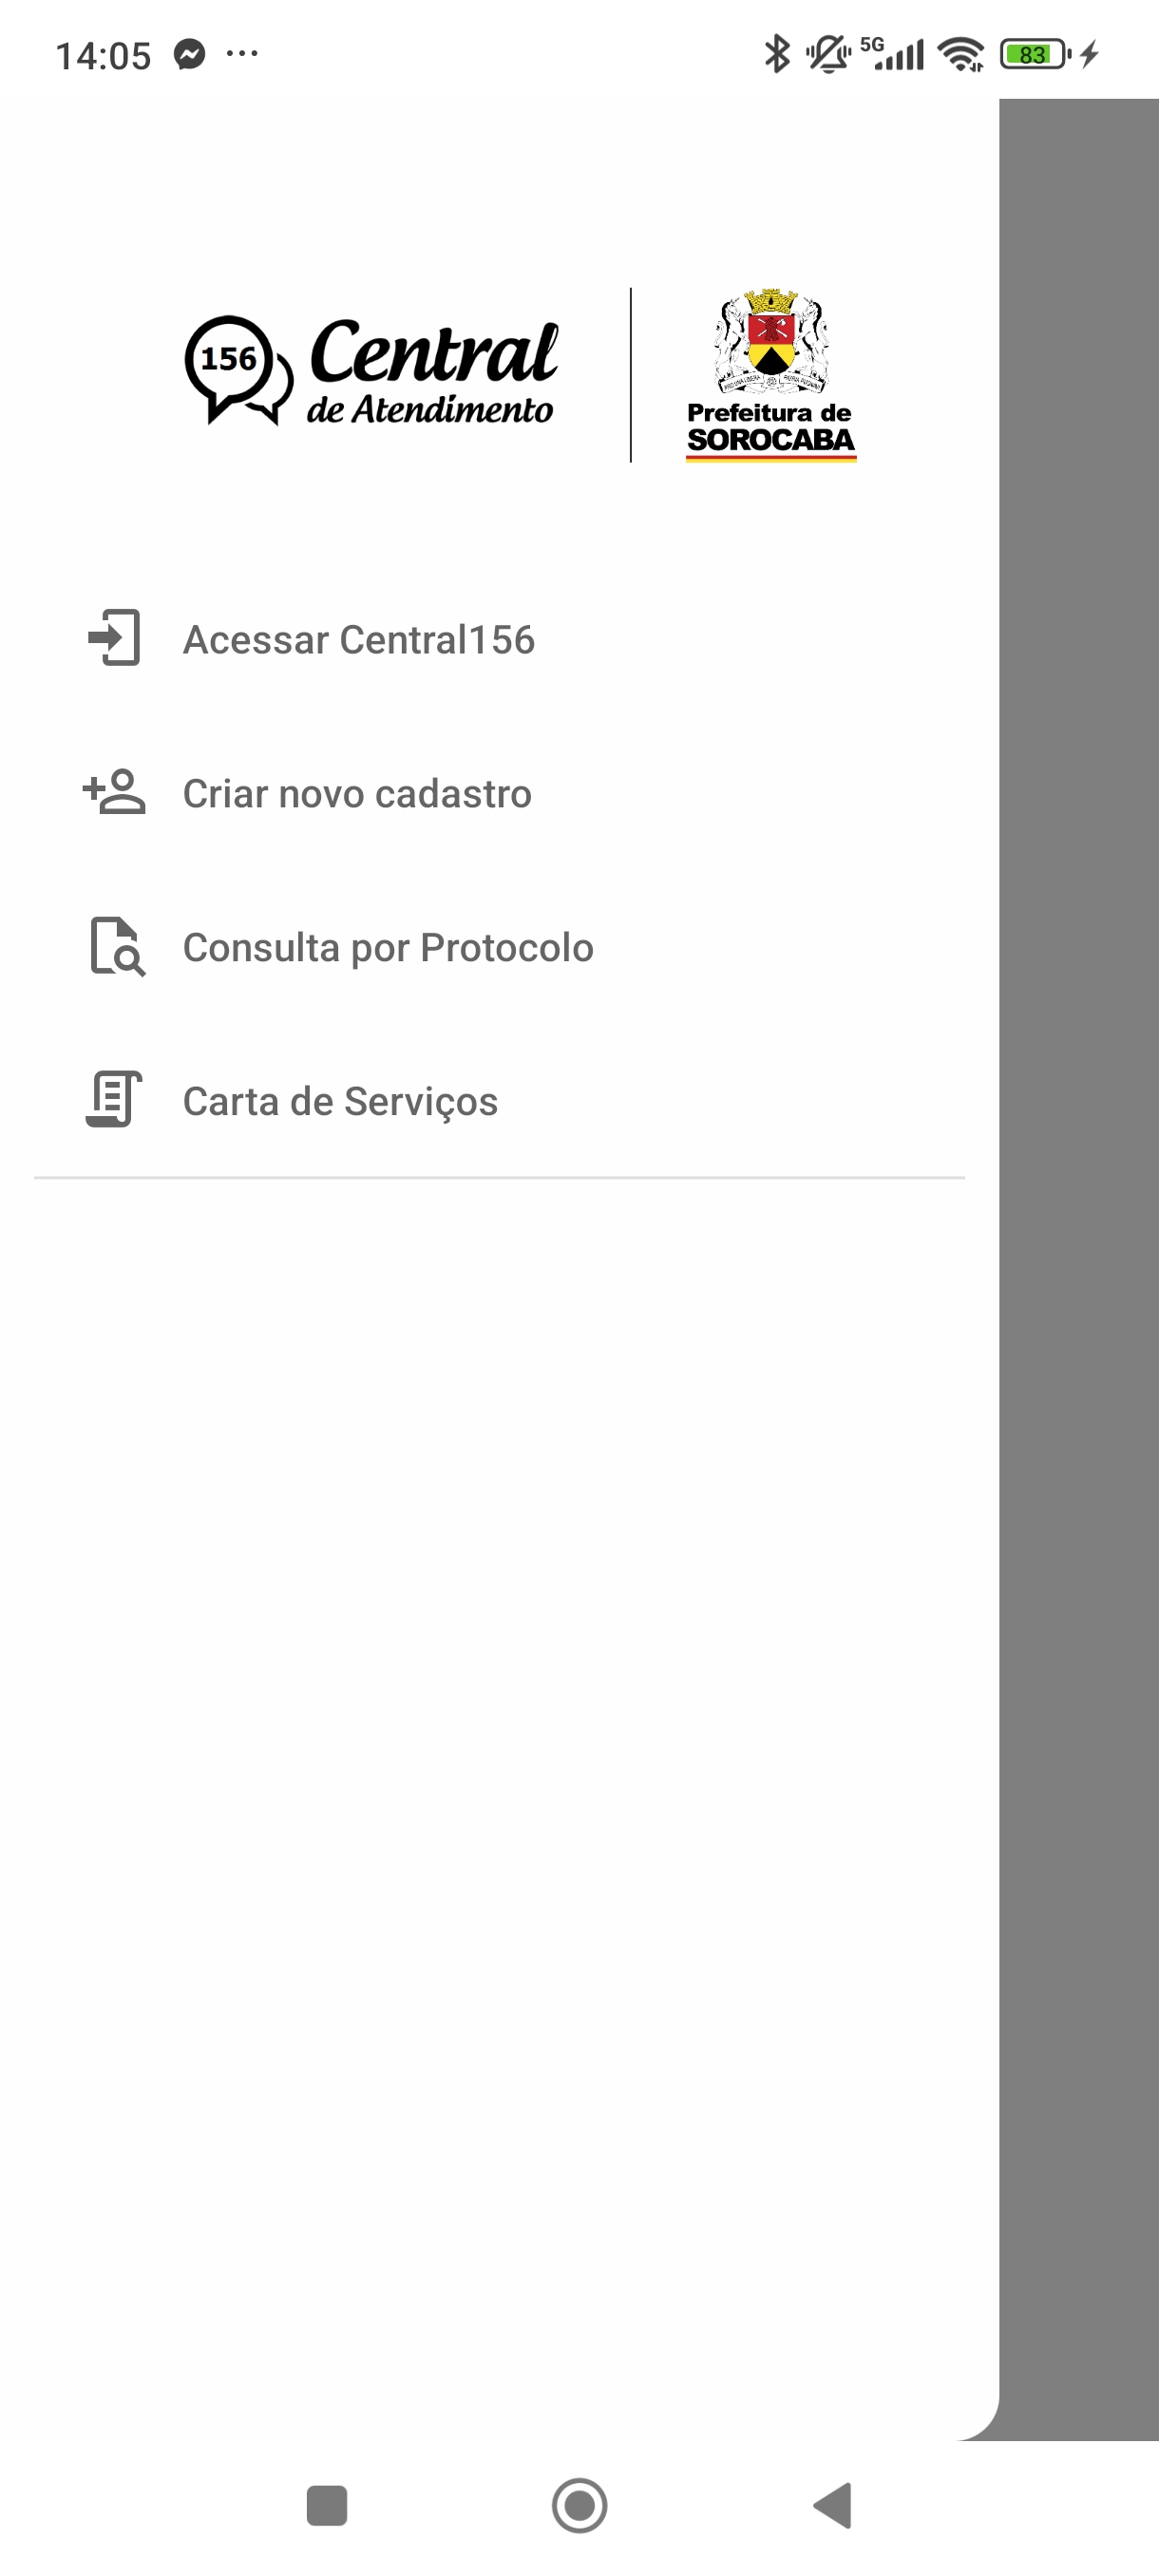 14:05
5G
83
156
Central
de Atendimento
Prefeitura de
SOROCABA
Acessar Central156
Criar novo cadastro
Consulta por Protocolo
Carta de Serviços